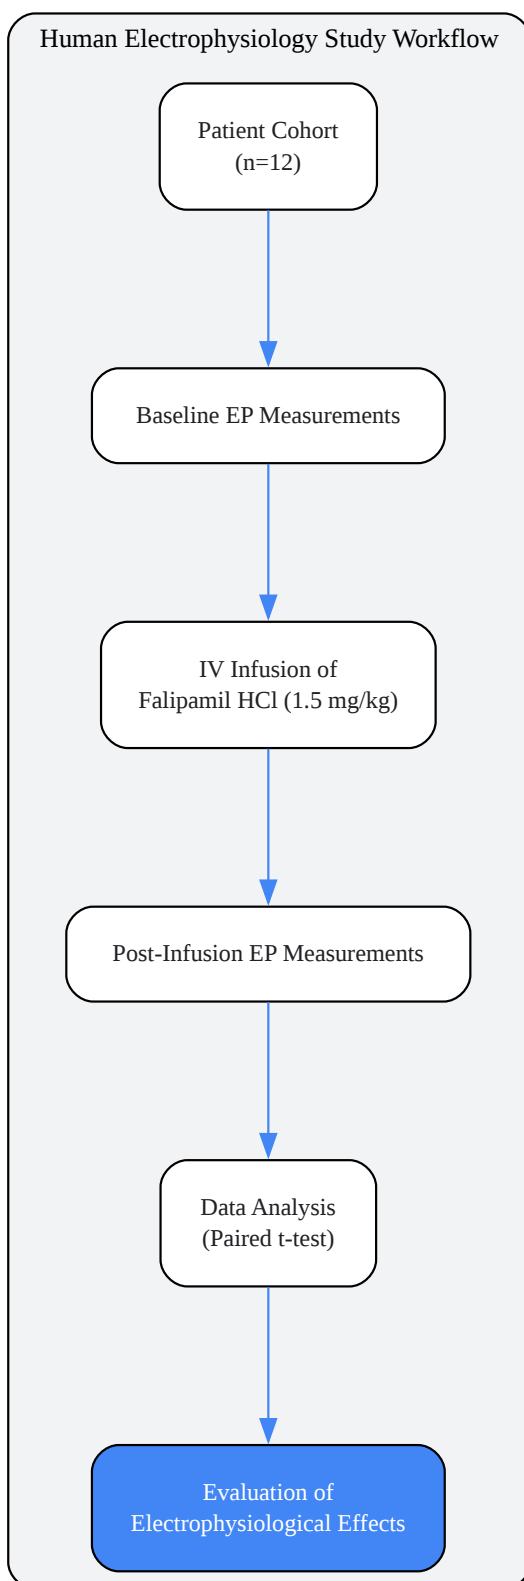 Human Electrophysiology Study Workflow
Patient Cohort
(n=12)
Baseline EP Measurements
IV Infusion of
Falipamil HCl (1.5 mg/kg)
Post-Infusion EP Measurements
Data Analysis
(Paired t-test)
Evaluation of
Electrophysiological Effects